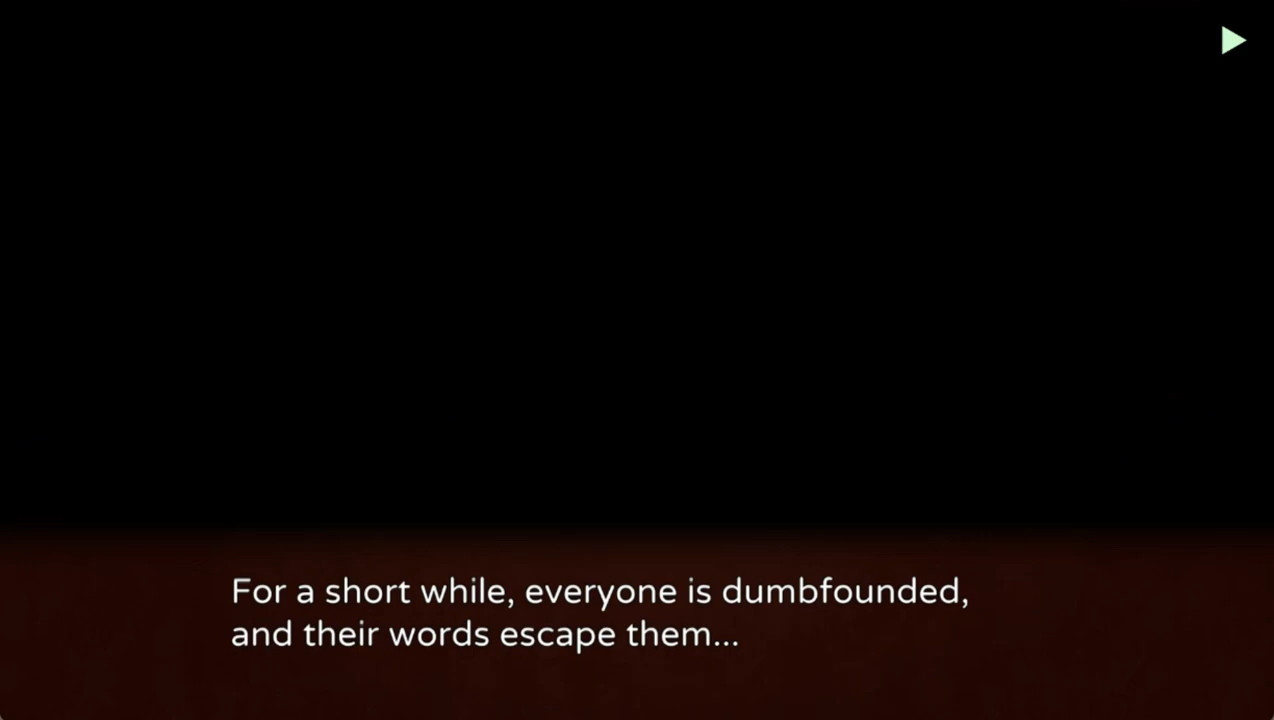 For a short while, everyone is dumbfounded,
and their words escape them...